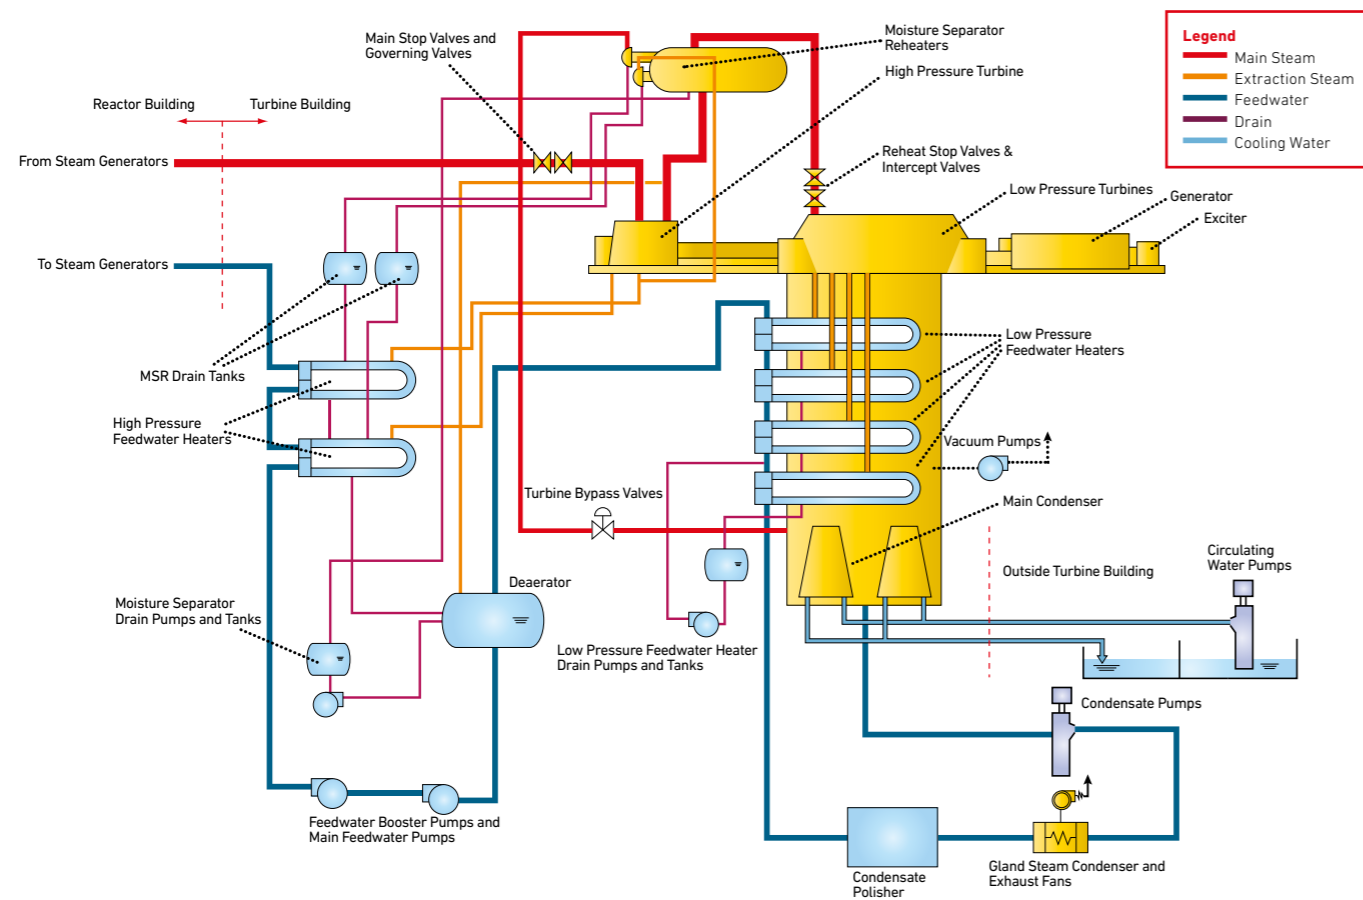 Main Stop Valves and
Governing Valves
Moisture Separator
Reheaters
High Pressure Turbine
Legend
Main Steam
Extraction Steam
Feedwater
Drain
Cooling Water
Reactor Building
Turbine Building
From Steam Generators
Reheat Stop Valves &
Intercept Valves
Low Pressure Turbines
Generator
Exciter
To Steam Generators
MSR Drain Tanks
Low Pressure
Feedwater Heaters
High Pressure
Feedwater Heaters
Vacuum Pumps
Turbine Bypass Valves
Main Condenser
Circulating
Water Pumps
Outside Turbine Building
Deaerator
Moisture Separator
Drain Pumps and Tanks
Low Pressure Feedwater Heater
Drain Pumps and Tanks
Condensate Pumps
Feedwater Booster Pumps and
Main Feedwater Pumps
Condensate
Polisher
Gland Steam Condenser and
Exhaust Fans